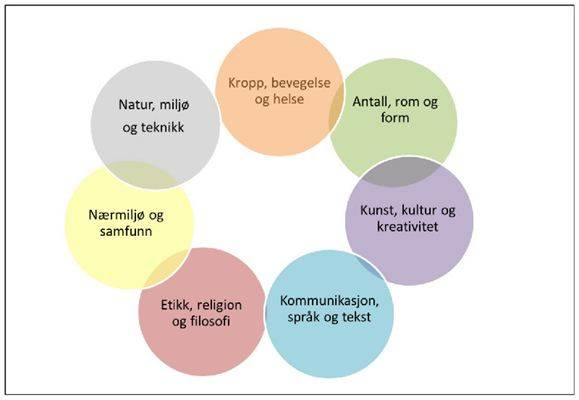 Kropp, bevegelse
og helse
Antall, rom og
form
Kunst, kultur og
kreativitet
Kommunikasjon,
språk og tekst
Etikk, religion
og filosofi
Nærmiljø og
samfunn
Natur, miljø
og teknikk